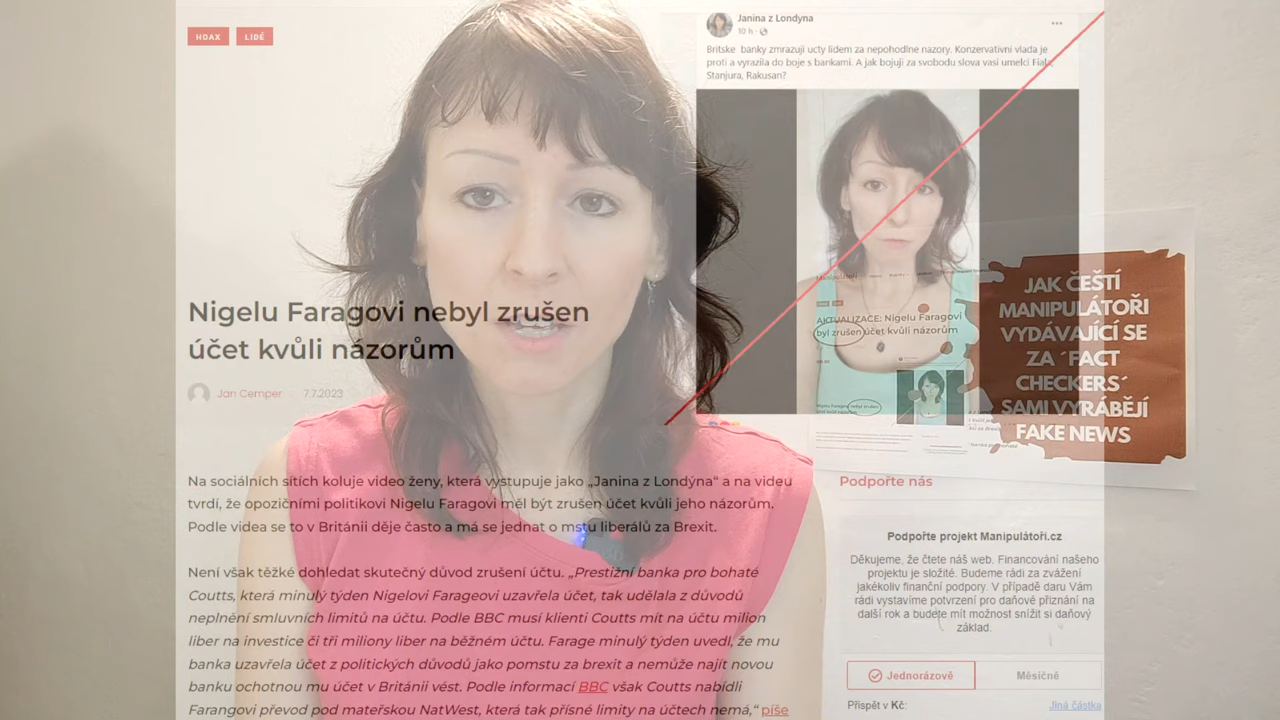 HOAX LIDÉ
Nigelu Faragovi nebyl zrušen
účet kvůli názorům
Jan Cemper 7.7.2023
Na sociálních sítích koluje video ženy, která vystupuje jako „Janina z Londýna“ a na videu
tvrdí, že opozičními politikovi Nigelu Faragovi měl být zrušen účet kvůli jeho názorům.
Podle videa se to v Británii děje často a má se jednat o mstu liberálů za Brexit.
Není však těžké dohledat skutečný důvod zrušení účtu. „Prestižní banka pro bohaté
Coutts, která minulý týden Nigelovi Farageovi uzavřela účet, tak udělala z důvodů
neplnění smluvních limitů na účtu. Podle BBC musí klienti Coutts mít na účtu milion
liber na investice či tři miliony liber na běžném účtu. Farage minulý týden uvedl, že mu
banka uzavřela účet z politických důvodů jako pomstu za brexit a nemůže najít novou
banku ochotnou mu účet v Británii vést. Podle informací BBC však Coutts nabídli
Farangovi převod pod mateřskou NatWest, která tak přísné limity na účtech nemá,“ píše
Janina z Londyna
10 h
Britske banky zmrazuji ucty lidem za nepohodlne nazory. Konzervativni vlada je
proti a vyrazila do boje s bankami. A jak bojuji za svobodu slova vasi umelci Fiala,
Stanjura, Rakusan?
AKTUALIZACE: Nigelu Faragovi
byl zrušen účet kvůli názorům
JAK ČEŠTÍ
MANIPULÁTOŘI
VYDÁVAJÍCÍ SE
ZA ´FACT
CHECKERS´
SAMI VYRÁBĚJÍ
FAKE NEWS
Podpořte nás
Podpořte projekt Manipulátoři.cz
Děkujeme, že čtete náš web. Financování našeho
projektu je složité. Budeme rádi za zvážení
jakékoliv finanční podpory. V případě daru Vám
rádi vystavíme potvrzení pro daňové přiznání na
další rok a budete mít možnost snížit si daňový
základ.
Jednorázově Měsíčně
Přispět v Kč: Jiná částka